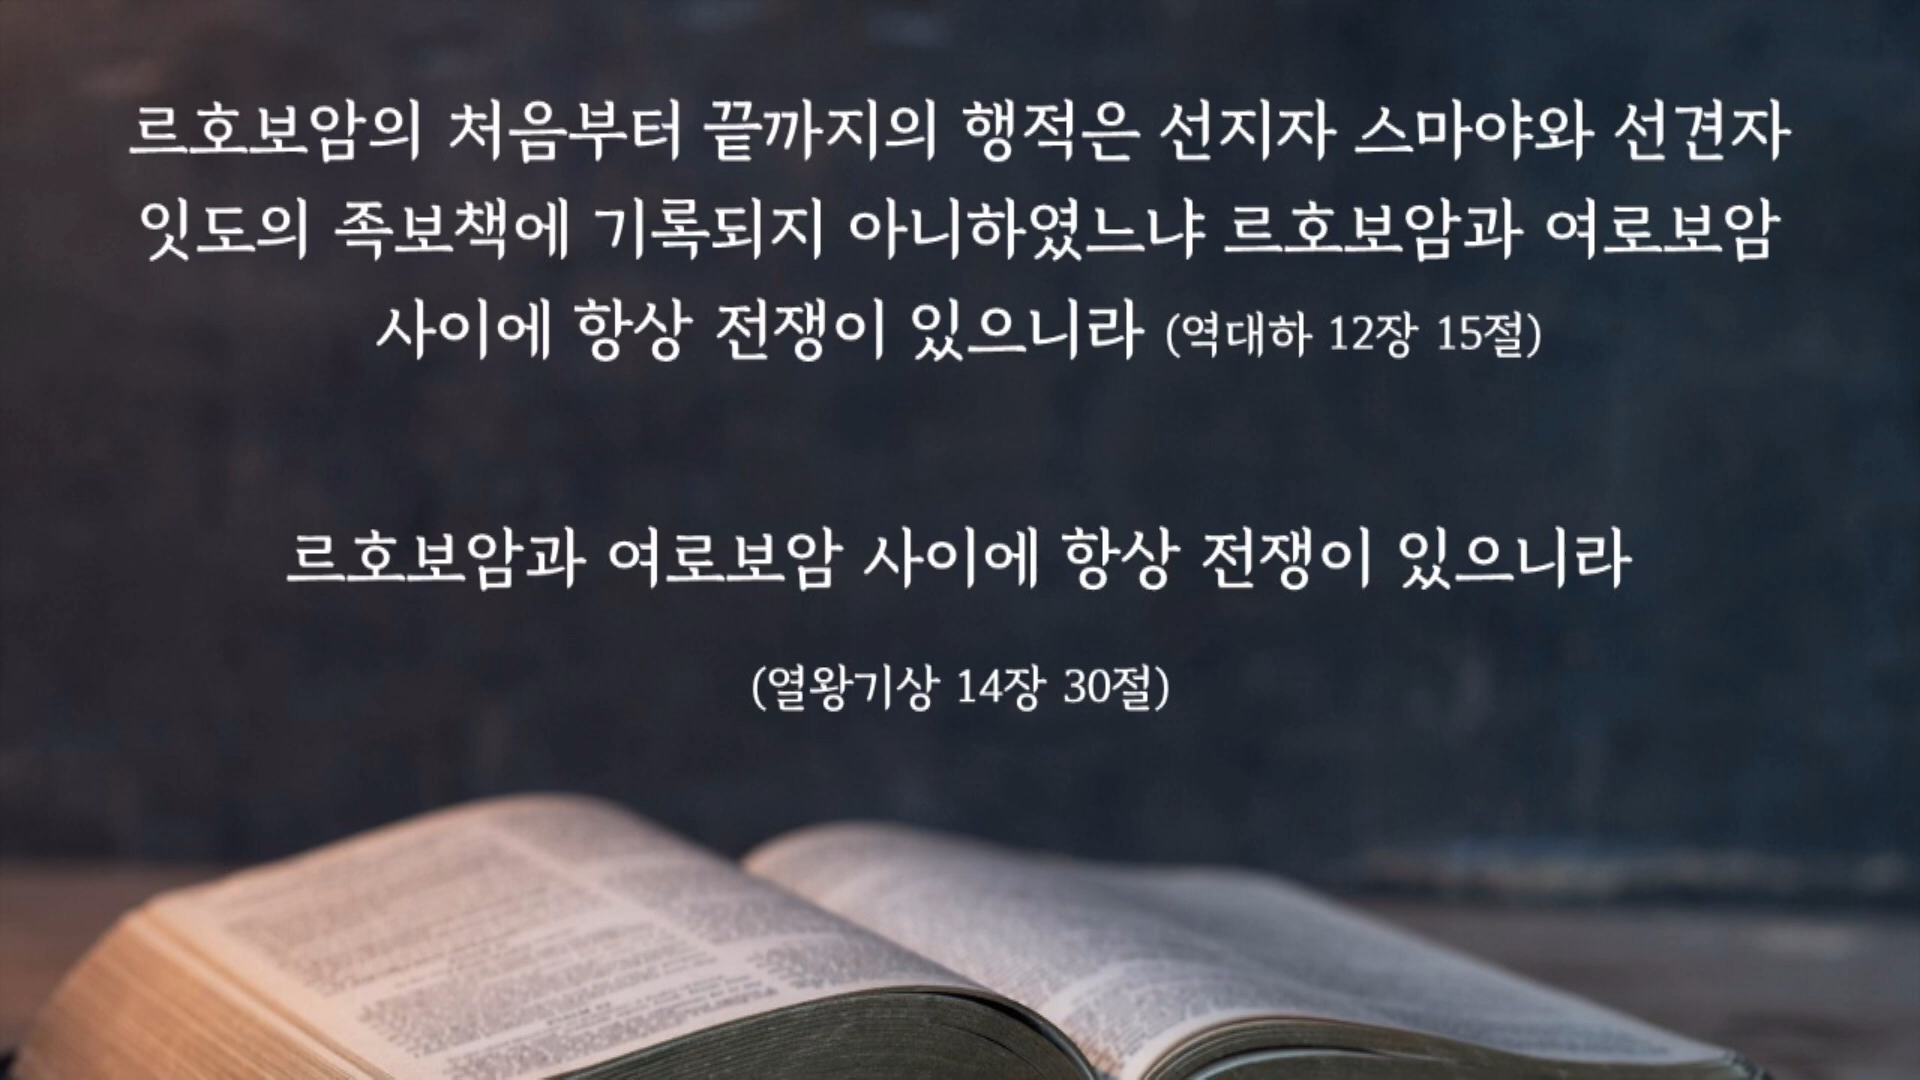 르호보암의 처음부터 끝까지의 행적은 선지자 스마야와 선견자
잇도의 족보책에 기록되지 아니하였느냐 르호보암과 여로보암
사이에 항상 전쟁이 있으니라 (역대하 12장 15절)
르호보암과 여로보암 사이에 항상 전쟁이 있으니라
(열왕기상 14장 30절)